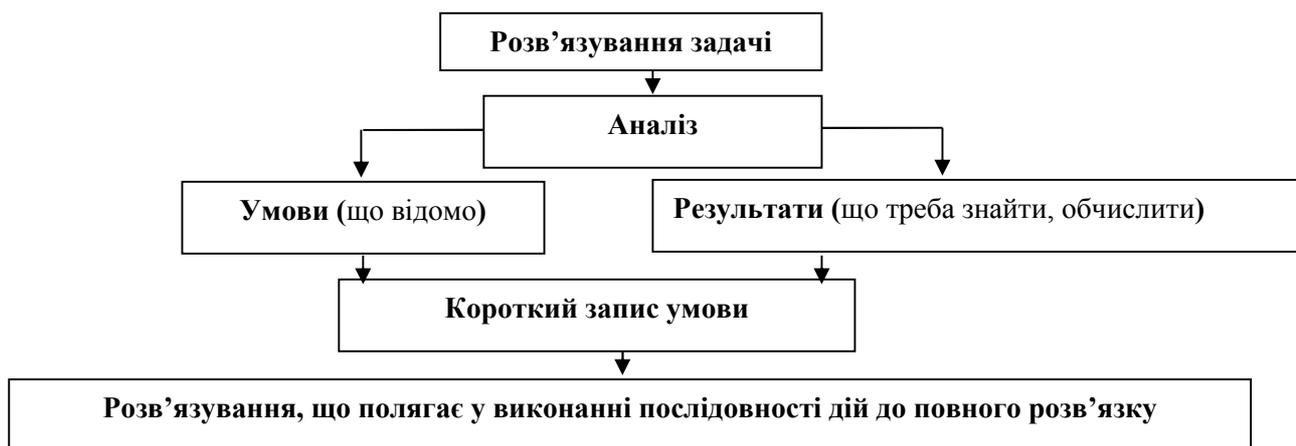 Розв’язування задачі
Аналіз
Умови (що відомо)
Результати (що треба знайти, обчислити)
Короткий запис умови
Розв’язування, що полягає у виконанні послідовності дій до повного розв’язку